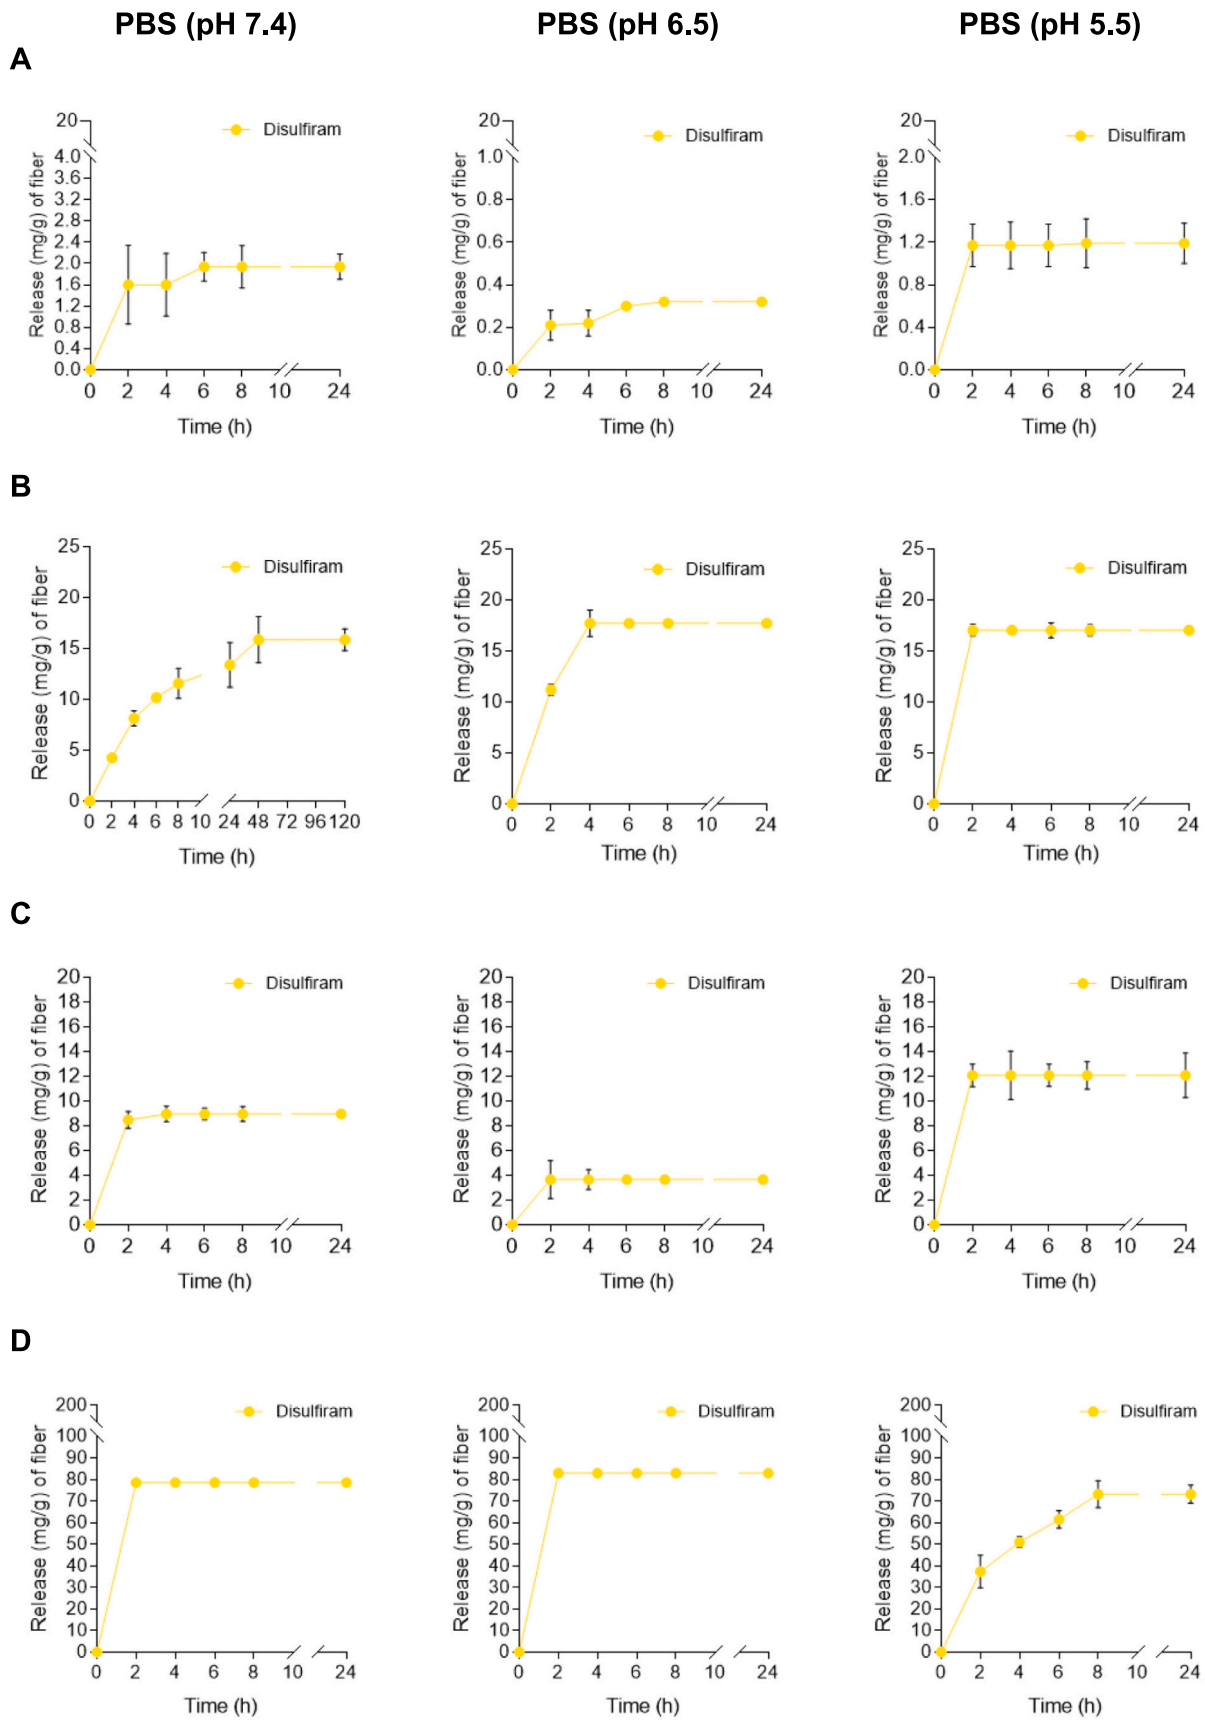 PBS (pH 7.4) PBS (pH 6.5) PBS (pH 5.5)
A
Release (mg/g) of fiber
20
4.0
3.6
3.2
2.8
2.4
2.0
1.6
1.2
0.8
0.4
0.0
Disulfiram
0 2 4 6 8 10 24
Time (h)
Release (mg/g) of fiber
20
1.0
0.8
0.6
0.4
0.2
0.0
Disulfiram
0 2 4 6 8 10 24
Time (h)
Release (mg/g) of fiber
20
2.0
1.6
1.2
0.8
0.4
0.0
Disulfiram
0 2 4 6 8 10 24
Time (h)
B
Release (mg/g) of fiber
25
20
15
10
5
0
Disulfiram
0 2 4 6 8 10 24 48 72 96 120
Time (h)
Release (mg/g) of fiber
25
20
15
10
5
0
Disulfiram
0 2 4 6 8 10 24
Time (h)
Release (mg/g) of fiber
25
20
15
10
5
0
Disulfiram
0 2 4 6 8 10 24
Time (h)
C
Release (mg/g) of fiber
20
18
16
14
12
10
8
6
4
2
0
Disulfiram
0 2 4 6 8 10 24
Time (h)
Release (mg/g) of fiber
20
18
16
14
12
10
8
6
4
2
0
Disulfiram
0 2 4 6 8 10 24
Time (h)
Release (mg/g) of fiber
20
18
16
14
12
10
8
6
4
2
0
Disulfiram
0 2 4 6 8 10 24
Time (h)
D
Release (mg/g) of fiber
200
100
90
80
70
60
50
40
30
20
10
0
Disulfiram
0 2 4 6 8 10 24
Time (h)
Release (mg/g) of fiber
200
100
90
80
70
60
50
40
30
20
10
0
Disulfiram
0 2 4 6 8 10 24
Time (h)
Release (mg/g) of fiber
200
100
90
80
70
60
50
40
30
20
10
0
Disulfiram
0 2 4 6 8 10 24
Time (h)